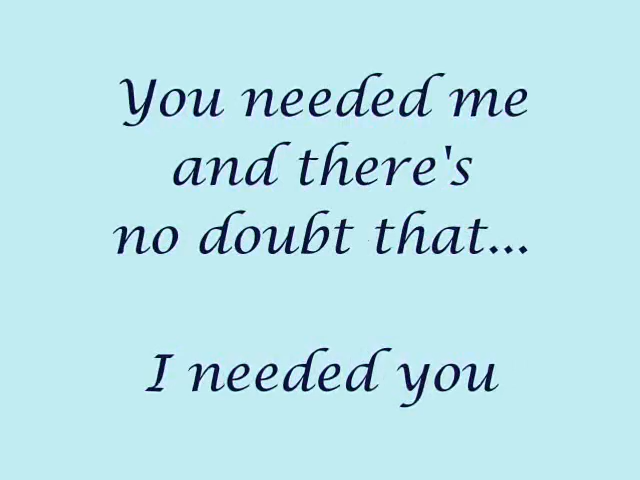 You needed me
and there's
no doubt that...
I needed you